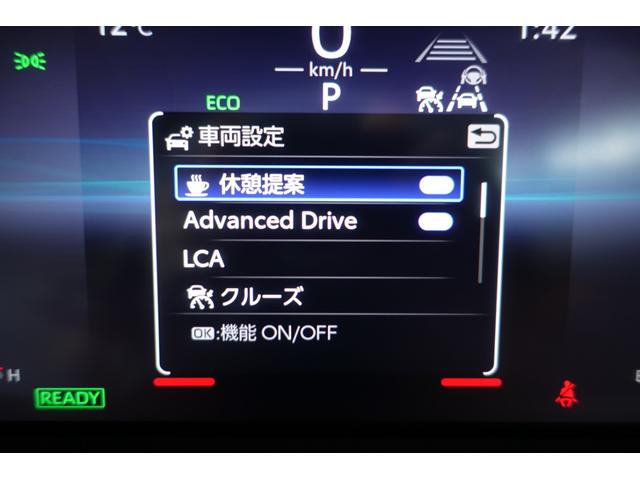 12℃
1:42
0
km/h
ECO
P
車両設定
休憩提案
Advanced Drive
LCA
クルーズ
OK:機能 ON/OFF
H
READY
E